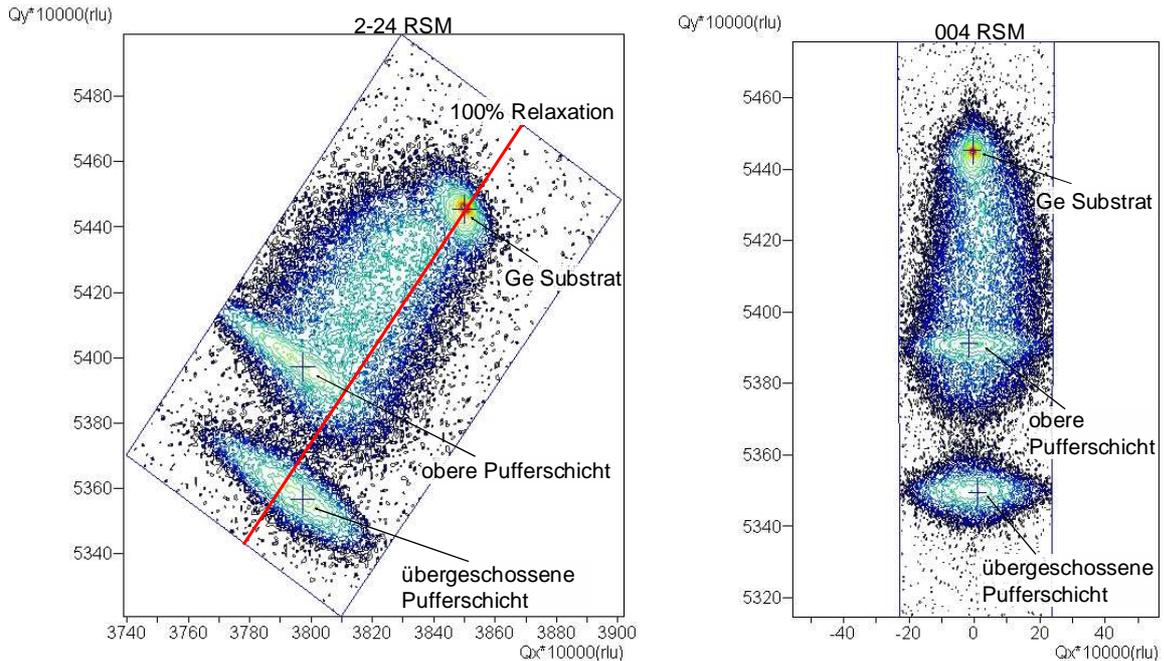 Qy*10000(rlu)
2-24 RSM
5480
5460
5440
5420
5400
5380
5360
5340
100% Relaxation
Ge Substrat
obere Pufferschicht
übergeschossene
Pufferschicht
3740 3760 3780 3800 3820 3840 3860 3880 3900
Qx*10000(rlu)
Qy*10000(rlu)
004 RSM
5460
5440
5420
5400
5380
5360
5340
5320
Ge Substrat
obere
Pufferschicht
übergeschossene
Pufferschicht
-40 -20 0 20 40
Qx*10000(rlu)